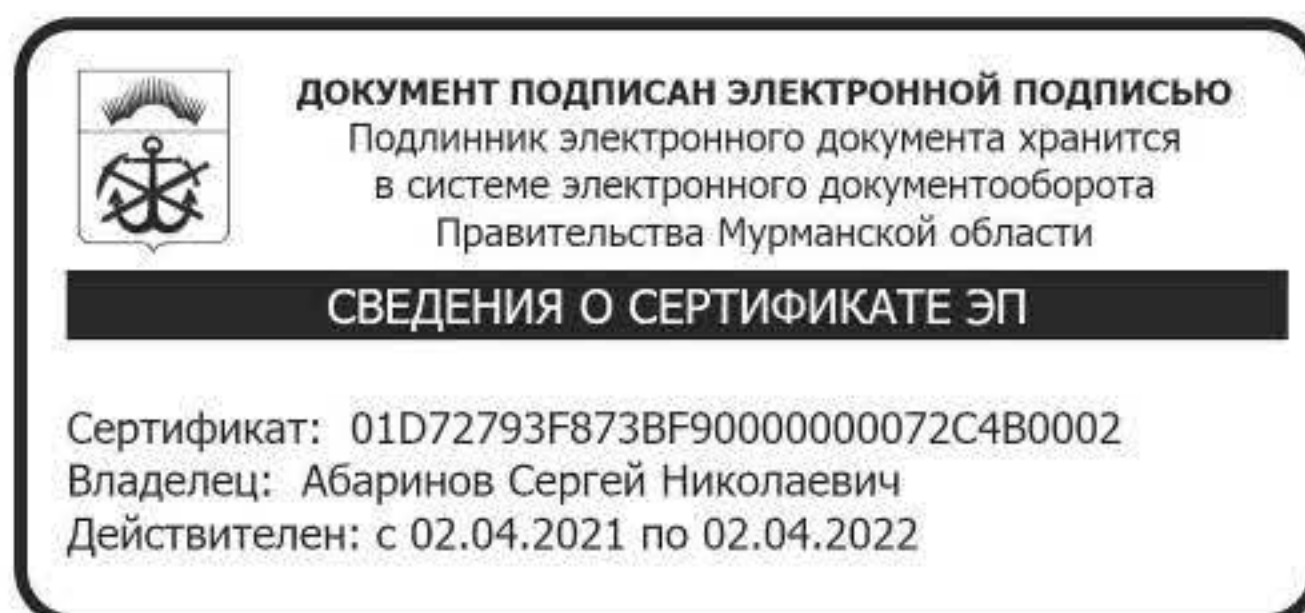 ДОКУМЕНТ ПОДПИСАН ЭЛЕКТРОННОЙ ПОДПИСЬЮ
Подлинник электронного документа хранится
в системе электронного документооборота
Правительства Мурманской области
СВЕДЕНИЯ О СЕРТИФИКАТЕ ЭП
Сертификат: 01D72793F873BF90000000072C4B0002
Владелец: Абаринов Сергей Николаевич
Действителен: с 02.04.2021 по 02.04.2022